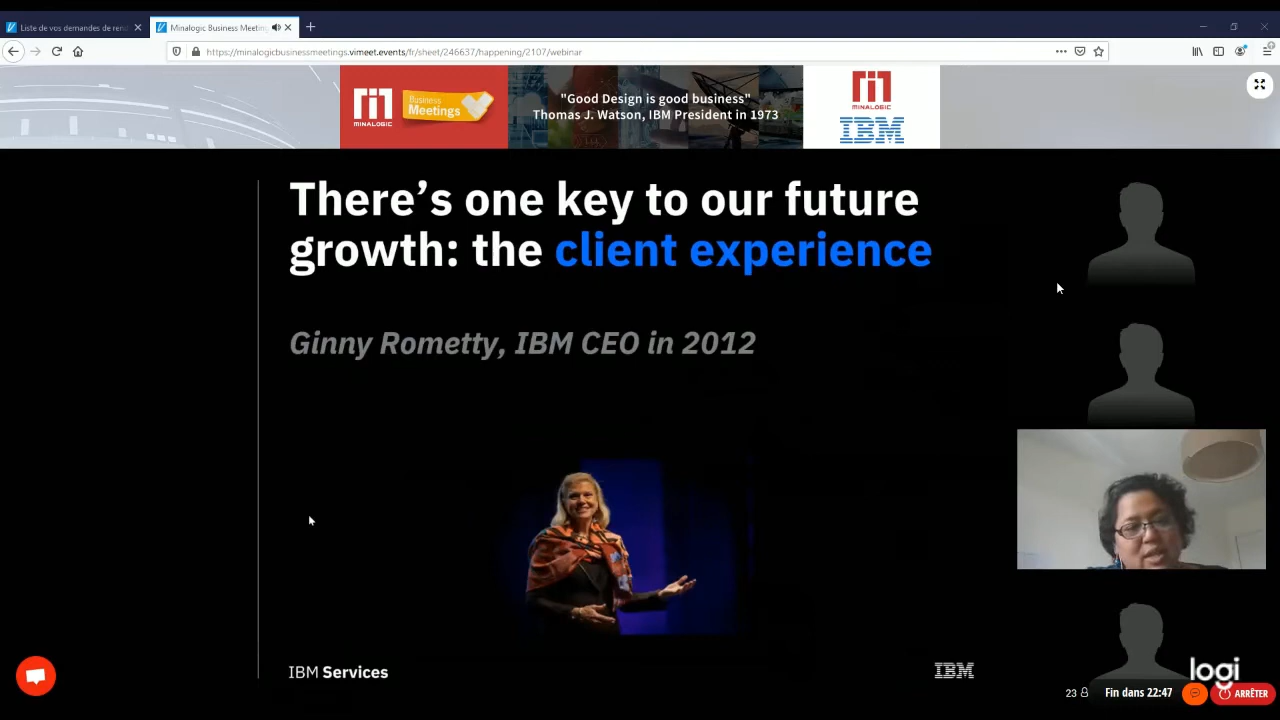 Liste de vos demandes de rend
Minalogic Business Meeting
https://minalogicbusinessmeetings.vimeet.events/fr/sheet/246637/happening/2107/webinar
MINALOGIC
Business
Meetings
"Good Design is good business"
Thomas J. Watson, IBM President in 1973
MINALOGIC
IBM
There's one key to our future
growth: the client experience
Ginny Rometty, IBM CEO in 2012
IBM Services
IBM
logi
23
Fin dans 22:47
ARRÊTER